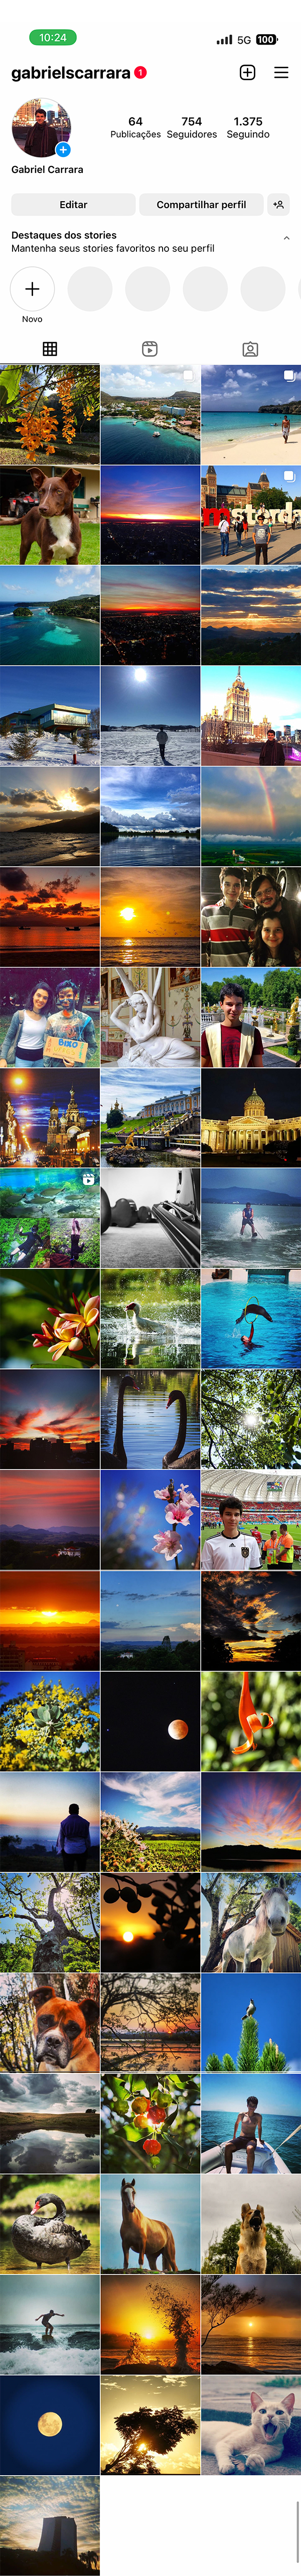 10:24
5G 100
gabrielscarrara 1
64 754 1.375
Publicações Seguidores Seguindo
Gabriel Carrara
Editar Compartilhar perfil
Destaques dos stories
Mantenha seus stories favoritos no seu perfil
Novo
BIXO